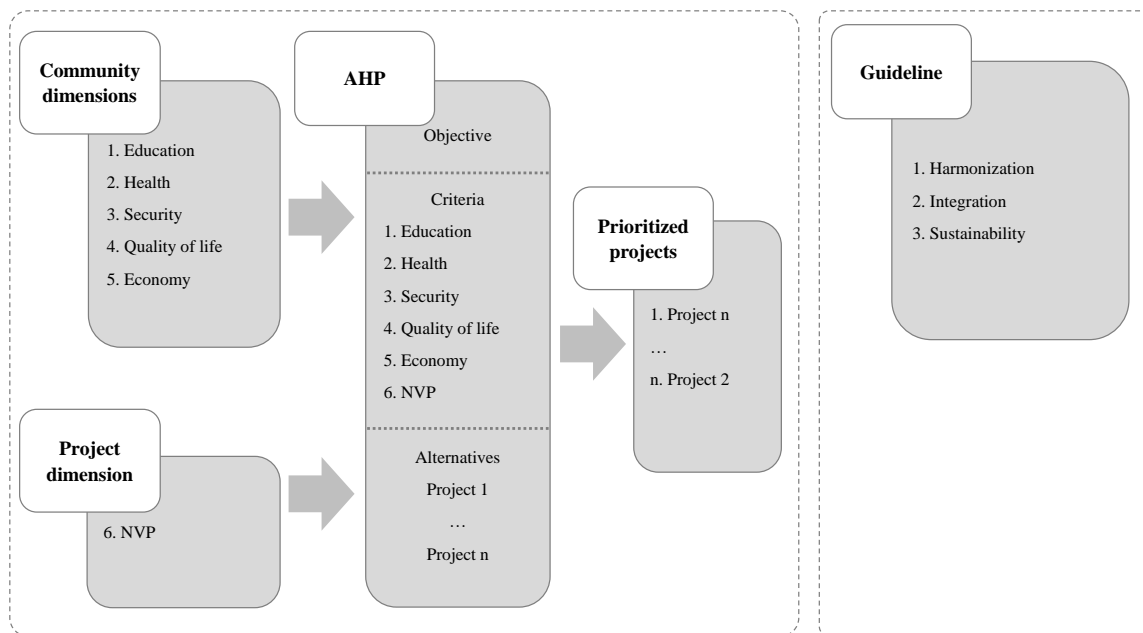 Community
dimensions
1. Education
2. Health
3. Security
4. Quality of life
5. Economy
Project
dimension
6. NVP
AHP
Objective
Criteria
1. Education
2. Health
3. Security
4. Quality of life
5. Economy
6. NVP
Alternatives
Project 1
…
Project n
Prioritized
projects
1. Project n
…
n. Project 2
Guideline
1. Harmonization
2. Integration
3. Sustainability